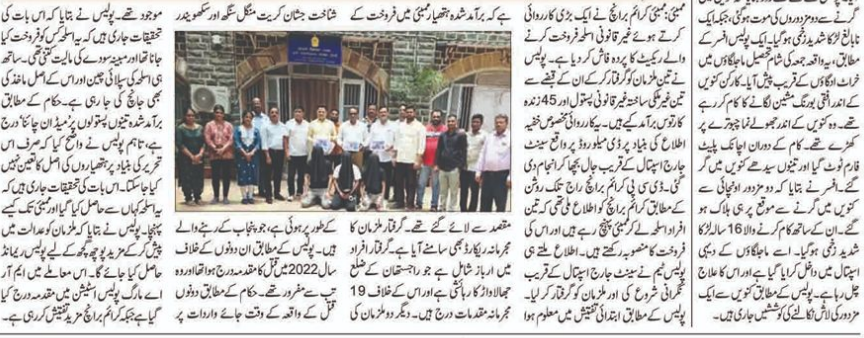 گرنے سے دو مزدوروں کی موت ہوگئی، جبکہ ایک
نابالغ لڑکا شدید زخمی ہوگیا۔ ایک پولیس افسر کے
مطابق، یہ واقعہ جمعہ کی شام تحصیل ماجلگاؤں میں
اڈگاؤں کے قریب پیش آیا۔ کارکن کنویں
کے اندر افقی بورنگ مشین لگانے کا کام کر رہے
تھے۔ وہ کنویں کے اندر جھولے نما چبوترے پر
کھڑے تھے۔ کام کے دوران اچانک پلیٹ
فارم ٹوٹ گیا اور تینوں سیدھے کنویں میں گر
گئے۔ افسر نے بتایا کہ دو مزدور اونچائی سے
کنویں میں گرنے سے موقع پر ہی ہلاک ہو
گئے۔ ان کے ساتھ کام کرنے والا 16 سالہ لڑکا
شدید زخمی ہوگیا۔ اسے ماجلگاؤں کے دیہی
اسپتال میں داخل کرایا گیا ہے اور اس کا علاج
چل رہا ہے۔ پولیس کے مطابق کنویں سے ایک
مزدور کی لاش نکالنے کی کوششیں جاری ہیں۔
ممبئی: ممبئی کرائم برانچ نے ایک بڑی کارروائی
کرتے ہوئے غیر قانونی اسلحہ فروخت کرنے
والے ریکیٹ کا پردہ فاش کر دیا ہے۔ پولیس
نے تین ملزمان کو گرفتار کر کے ان کے قبضے سے
تین غیر ملکی ساختہ غیر قانونی پستول اور 45 زندہ
کارتوس برآمد کیے ہیں۔ یہ کارروائی مخصوص خفیہ
اطلاع کی بنیاد پر ڈی میلو روڈ پر واقع سینٹ
جارج اسپتال کے قریب جال بچھا کر انجام دی
گئی۔ ڈی سی پی کرائم برانچ راج تلک روشن
کے مطابق کرائم برانچ کو اطلاع ملی تھی کہ تین
افراد اسلحہ لے کر ممبئی پہنچ رہے ہیں اور اس کی
فروخت کا منصوبہ رکھتے ہیں۔ اطلاع ملتے ہی
پولیس ٹیم نے سینٹ جارج اسپتال کے قریب
نگرانی شروع کی اور ملزمان کو گرفتار کر لیا۔
پولیس کے مطابق ابتدائی تفتیش میں معلوم ہوا
ہے کہ برآمد شدہ ہتھیار ممبئی میں فروخت کے
مقصد سے لائے گئے تھے۔ گرفتار ملزمان کا
مجرمانہ ریکارڈ بھی سامنے آیا ہے۔ گرفتار افراد
میں ارباز شامل ہے جو راجستھان کے ضلع
جھالاواڑ کا رہائشی ہے اور اس کے خلاف 19
مجرمانہ مقدمات درج ہیں۔ دیگر دو ملزمان کی
شناخت جشان کریت منگل سنگھ اور سکھویندر
کے طور پر ہوئی ہے، جو پنجاب کے رہنے والے
ہیں۔ پولیس کے مطابق ان دونوں کے خلاف
سال 2022 میں قتل کا مقدمہ درج ہوا تھا اور وہ
تب سے مفرور تھے۔ حکام کے مطابق دونوں
قتل کے واقعہ کے وقت جائے واردات پر
موجود تھے۔ پولیس نے بتایا کہ اس بات کی
تحقیقات جاری ہیں کہ یہ اسلحہ کس کو فروخت کیا
جانا تھا اور مبینہ سودے کی مالیت کتنی تھی۔ ساتھ
ہی اسلحہ کی سپلائی چین اور اس کے اصل ماخذ کی
بھی جانچ کی جا رہی ہے۔ حکام کے مطابق
برآمد شدہ تینوں پستولوں پر میڈ ان چائنا' درج
ہے، تاہم پولیس نے واضح کیا کہ صرف اس
تحریر کی بنیاد پر ہتھیاروں کی اصل کا تعین نہیں
کیا جا سکتا۔ اس بات کی تحقیقات جاری ہیں کہ
یہ اسلحہ کہاں سے حاصل کیا گیا اور ممبئی تک کیسے
پہنچا۔ پولیس نے بتایا کہ ملزمان کو عدالت میں
پیش کر کے مزید پوچھ گچھ کے لیے پولیس ریمانڈ
حاصل کیا جائے گا۔ اس معاملے میں ایم آر
اے مارگ پولیس اسٹیشن میں مقدمہ درج کیا
گیا ہے جبکہ کرائم برانچ مزید تفتیش کر رہی ہے۔